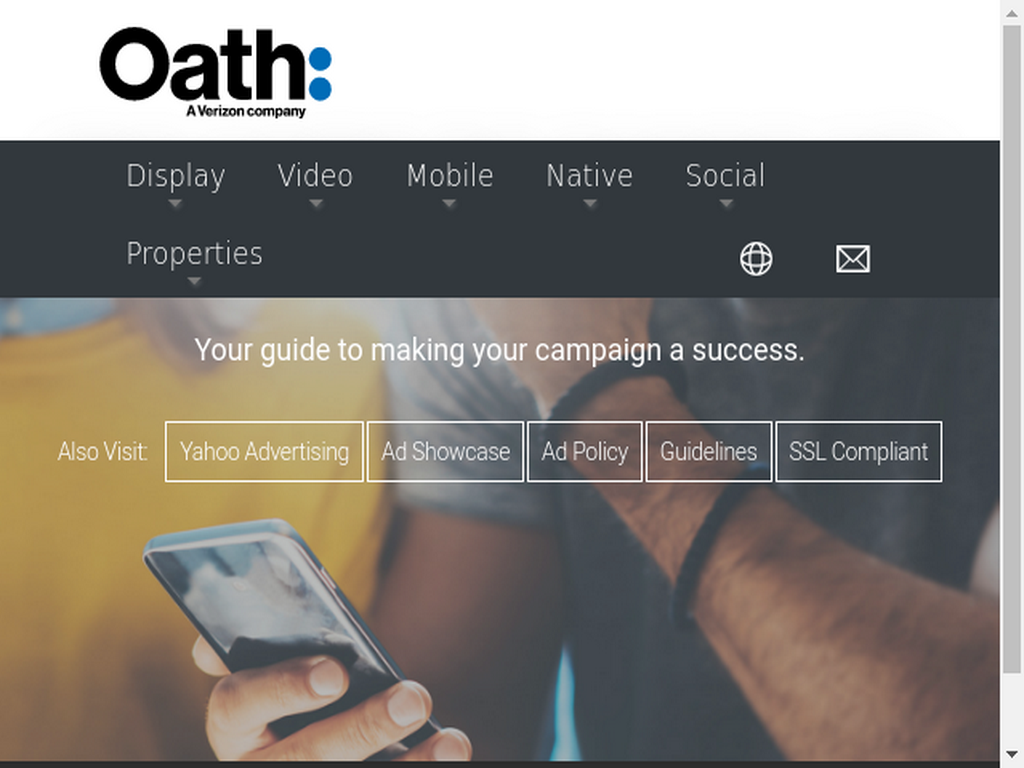 Oath:
A Verizon company
Display Video Mobile Native Social
Properties
Your guide to making your campaign a success.
Also Visit: Yahoo Advertising Ad Showcase Ad Policy Guidelines SSL Compliant